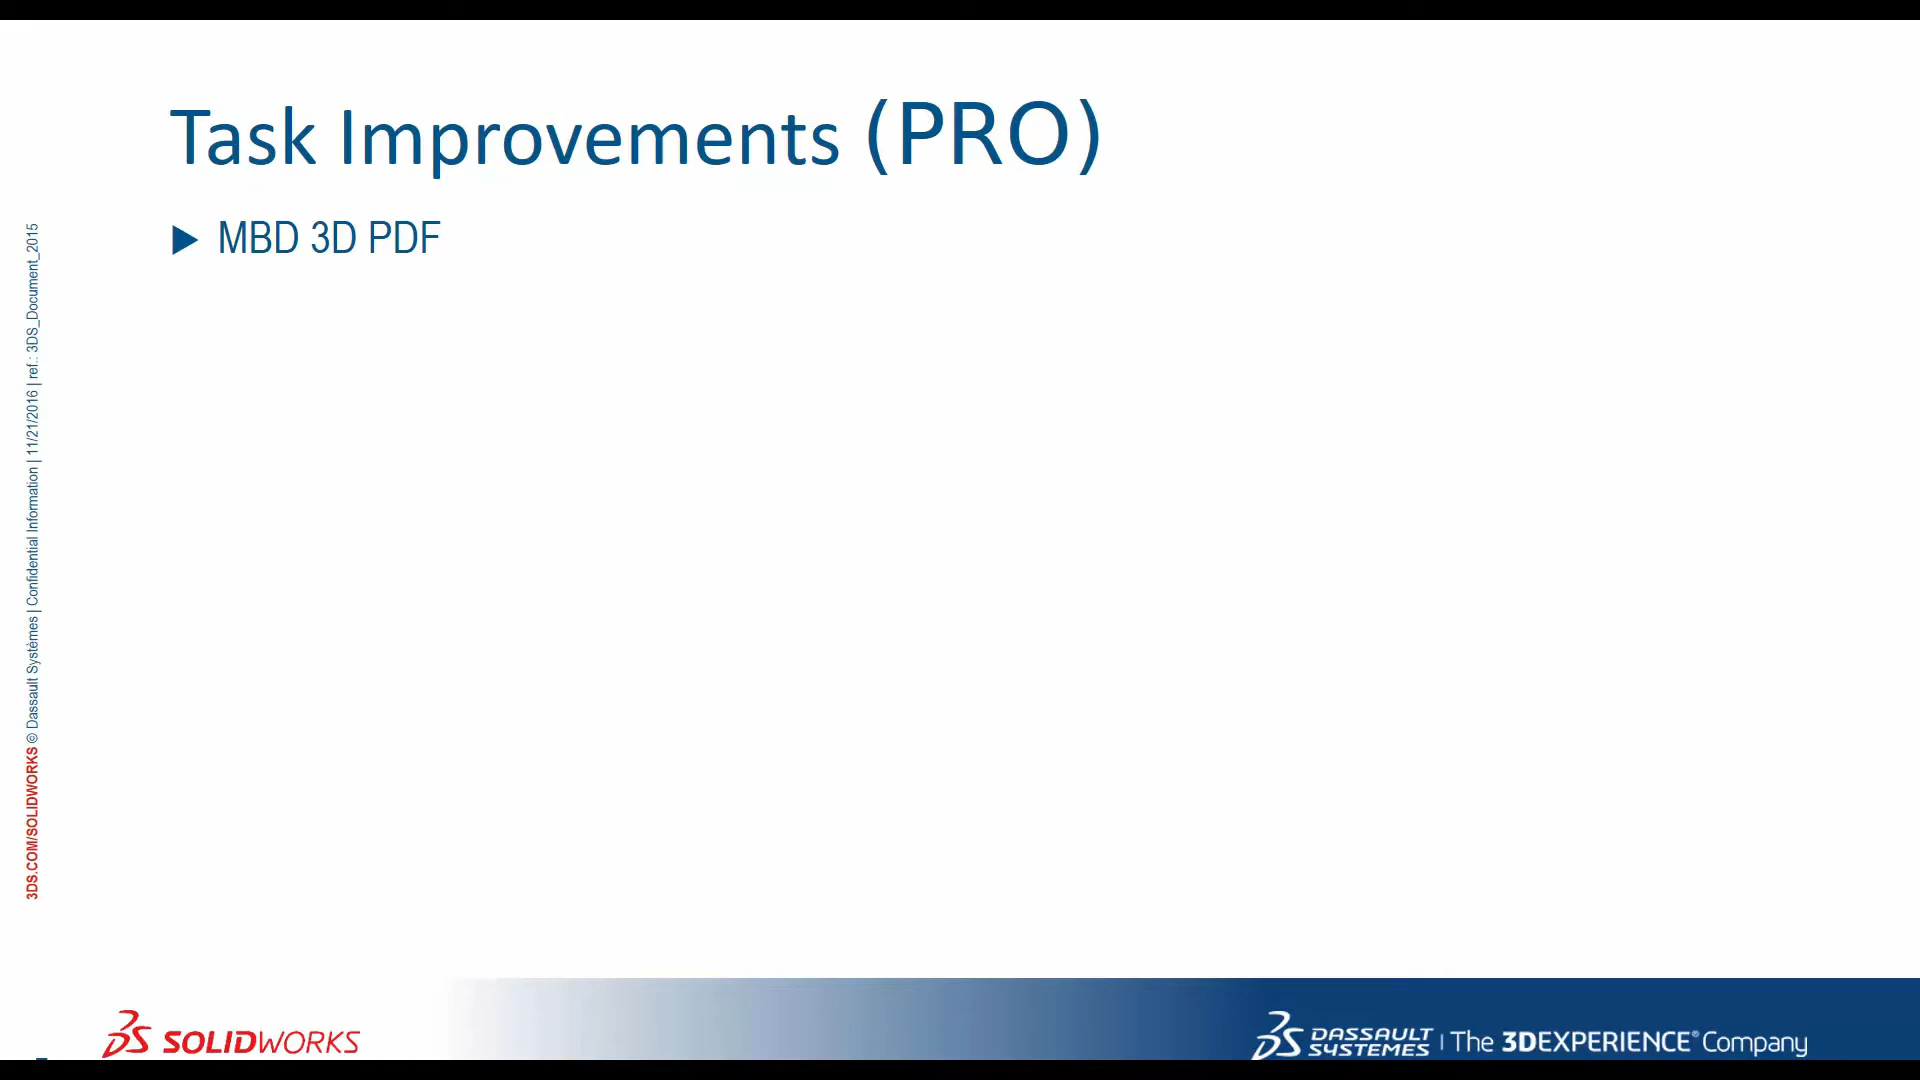 Task Improvements (PRO)
MBD 3D PDF
3DS.COM/SOLIDWORKS © Dassault Systèmes | Confidential Information | 11/21/2016 | ref.: 3DS_Document_2015
SOLIDWORKS
DASSAULT SYSTEMES | The 3DEXPERIENCE® Company